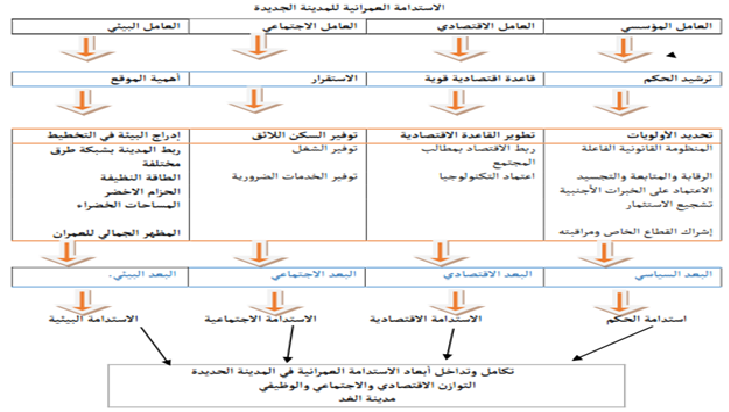 الاستدامة العمرانية للمدينة الجديدة
العامل المؤسسي
العامل الاقتصادي
العامل الاجتماعي
العامل البيئي
ترشيد الحكم
قاعدة اقتصادية قوية
الاستقرار
أهمية الموقع
تحديد الأولويات
المنظومة القانونية الفاعلة
الرقابة والمتابعة والتجسيد
الاعتماد على الخبرات الأجنبية
تشجيع الاستثمار
إشراك القطاع الخاص ومرافقته
تطوير القاعدة الاقتصادية
ربط الاقتصاد بمطالب
المجتمع
اعتماد التكنولوجيا
توفير السكن اللائق
توفير الشغل
توفير الخدمات الضرورية
إدراج البيئة في التخطيط
ربط المدينة بشبكة طرق
مختلفة
الطاقة النظيفة
الحزام الاخضر
المساحات الخضراء
المظهر الجمالي للعمران
البعد السياسي
البعد الاقتصادي
البعد الاجتماعي
البعد البيئي.
استدامة الحكم
الاستدامة الاقتصادية
الاستدامة الاجتماعية
الاستدامة البيئية
تكامل وتداخل أبعاد الاستدامة العمرانية في المدينة الجديدة
التوازن الاقتصادي والاجتماعي والوظيفي
مدينة الغد